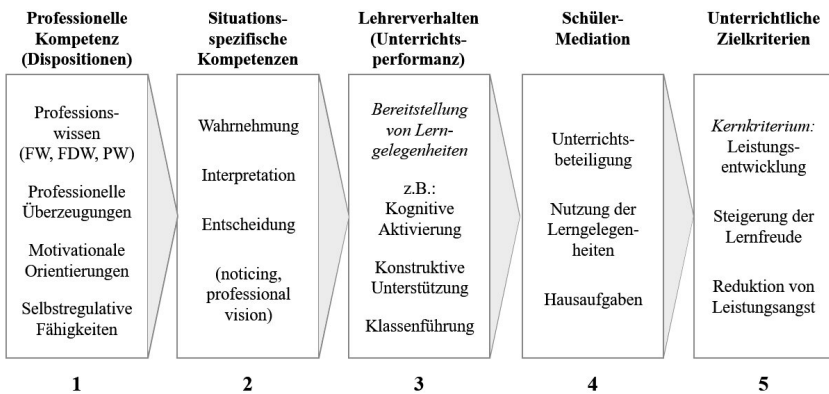 Professionelle
Kompetenz
(Dispositionen)
Situations-
spezifische
Kompetenzen
Lehrerverhalten
(Unterrichts-
performanz)
Schüler-
Mediation
Unterrichtliche
Zielkriterien
Professions-
wissen
(FW, FDW, PW)
Professionelle
Überzeugungen
Motivationale
Orientierungen
Selbstregulative
Fähigkeiten
Wahrnehmung
Interpretation
Entscheidung
(noticing,
professional
vision)
Bereitstellung
von Lern-
gelegenheiten
z.B.:
Kognitive
Aktivierung
Konstruktive
Unterstützung
Klassenführung
Unterrichts-
beteiligung
Nutzung der
Lerngelegen-
heiten
Hausaufgaben
Kernkriterium:
Leistungs-
entwicklung
Steigerung der
Lernfreude
Reduktion von
Leistungsangst
1
2
3
4
5